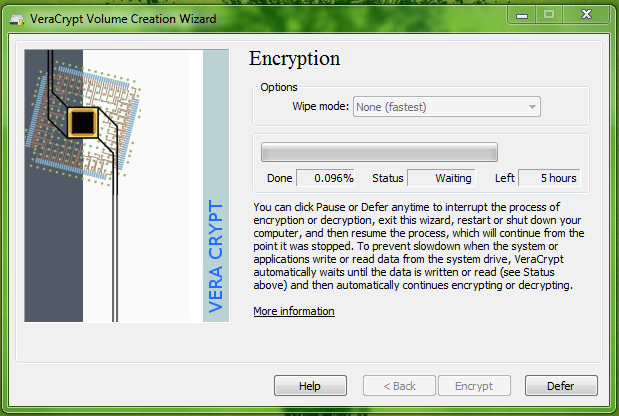 VeraCrypt Volume Creation Wizard
Encryption
Options
Wipe mode: None (fastest)
Done 0.096% Status Waiting Left 5 hours
You can click Pause or Defer anytime to interrupt the process of
encryption or decryption, exit this wizard, restart or shut down your
computer, and then resume the process, which will continue from the
point it was stopped. To prevent slowdown when the system or
applications write or read data from the system drive, VeraCrypt
automatically waits until the data is written or read (see Status
above) and then automatically continues encrypting or decrypting.
More information
VERA CRYPT
Help < Back Encrypt Defer